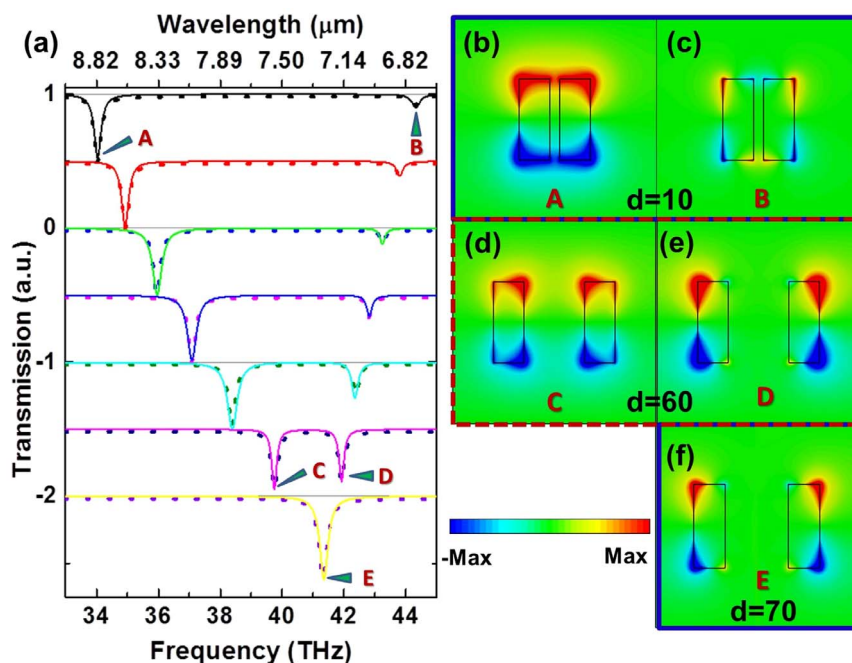 Wavelength (μm)
(a)
8.82 8.33 7.89 7.50 7.14 6.82
1
0
-1
-2
Transmission (a.u.)
A
B
C
D
E
34 36 38 40 42 44
Frequency (THz)
(b)
(c)
A
d=10
B
(d)
(e)
C
d=60
D
(f)
E
d=70
-Max
Max